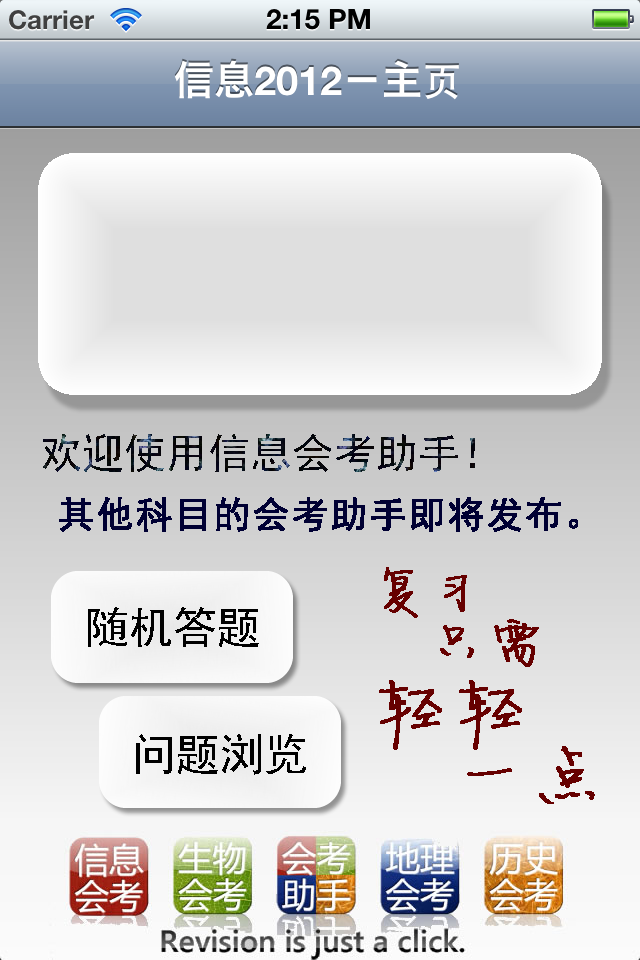 Carrier 2:15 PM
信息2012－主页
欢迎使用信息会考助手！
其他科目的会考助手即将发布。
随机答题
复习
只需
轻轻
一点
问题浏览
信息会考
生物会考
会考助手
地理会考
历史会考
Revision is just a click.